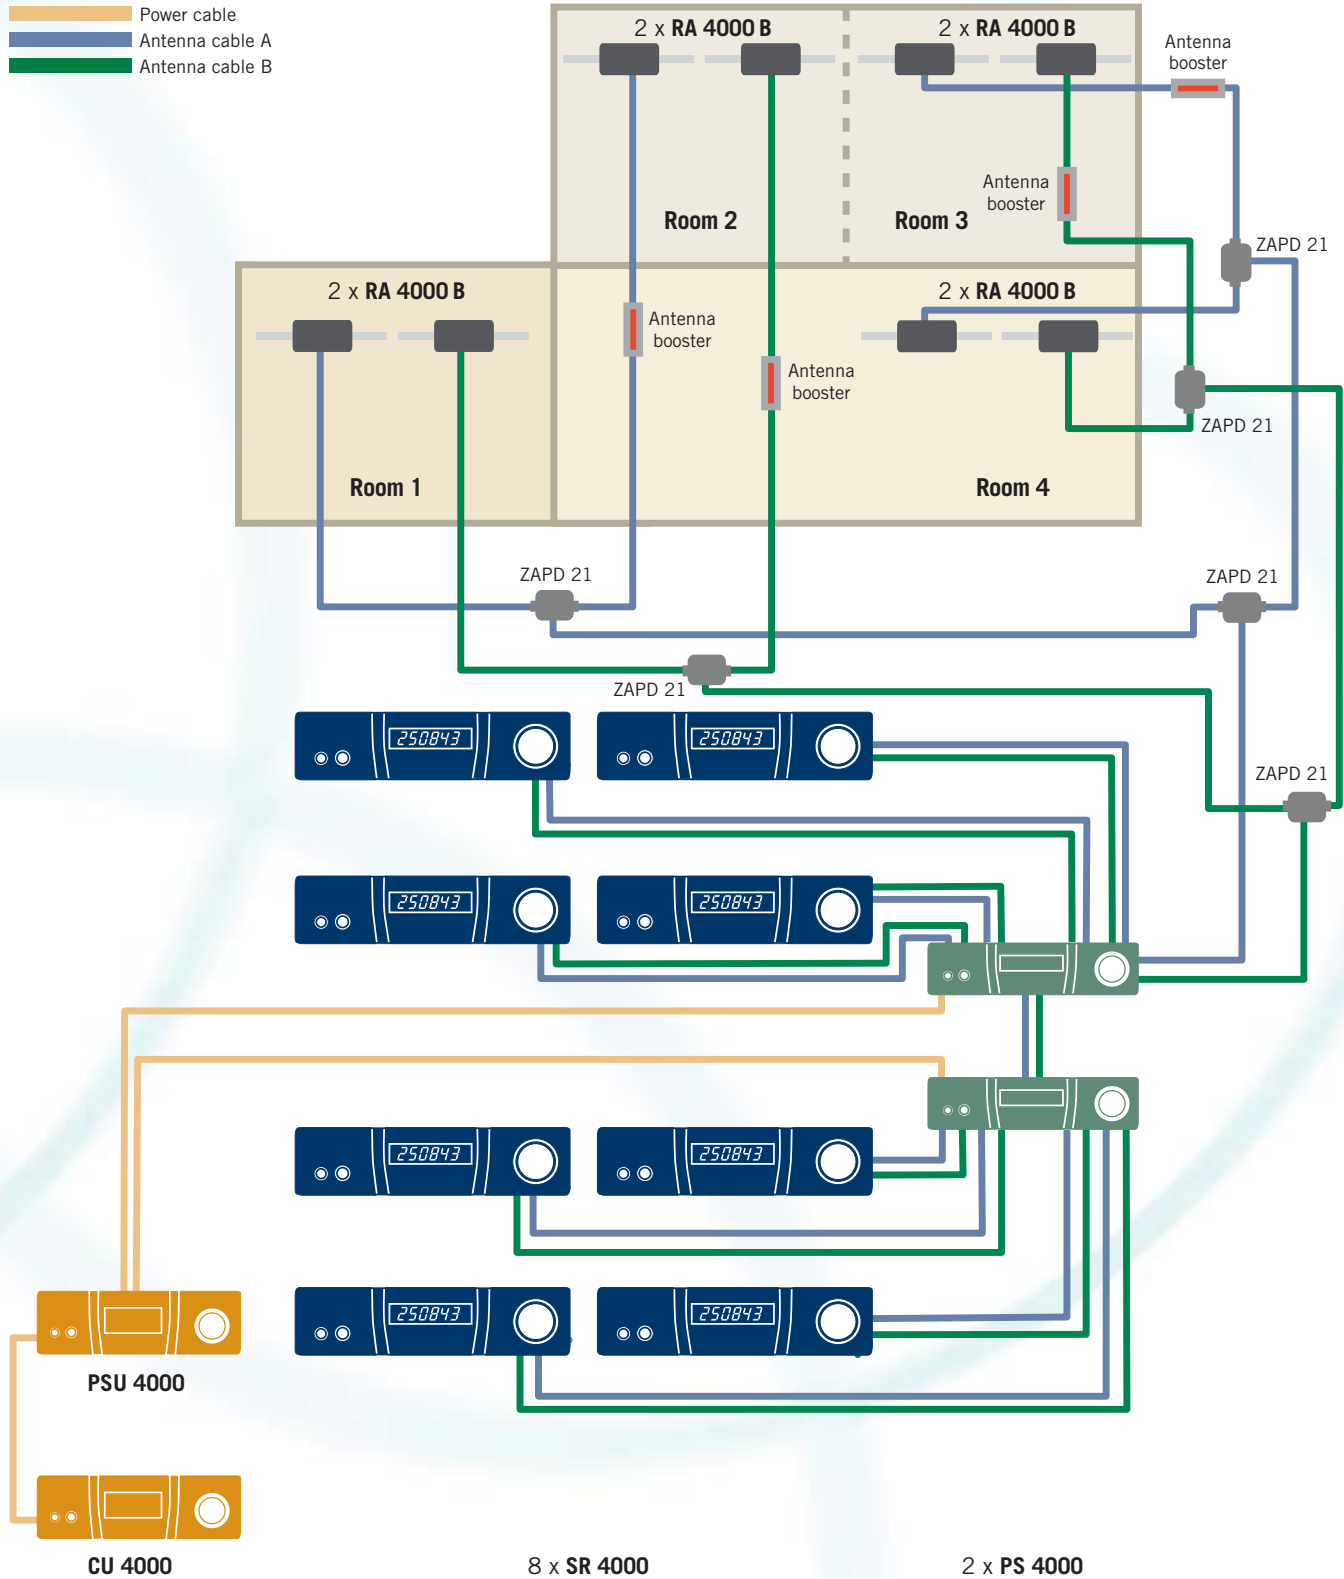 Power cable
Antenna cable A
Antenna cable B
2 x RA 4000 B
2 x RA 4000 B
Antenna
booster
Antenna
booster
Room 2
Room 3
ZAPD 21
2 x RA 4000 B
2 x RA 4000 B
Antenna
booster
Antenna
booster
ZAPD 21
Room 1
Room 4
ZAPD 21
ZAPD 21
ZAPD 21
250843
250843
ZAPD 21
250843
250843
250843
250843
250843
250843
PSU 4000
CU 4000
8 x SR 4000
2 x PS 4000